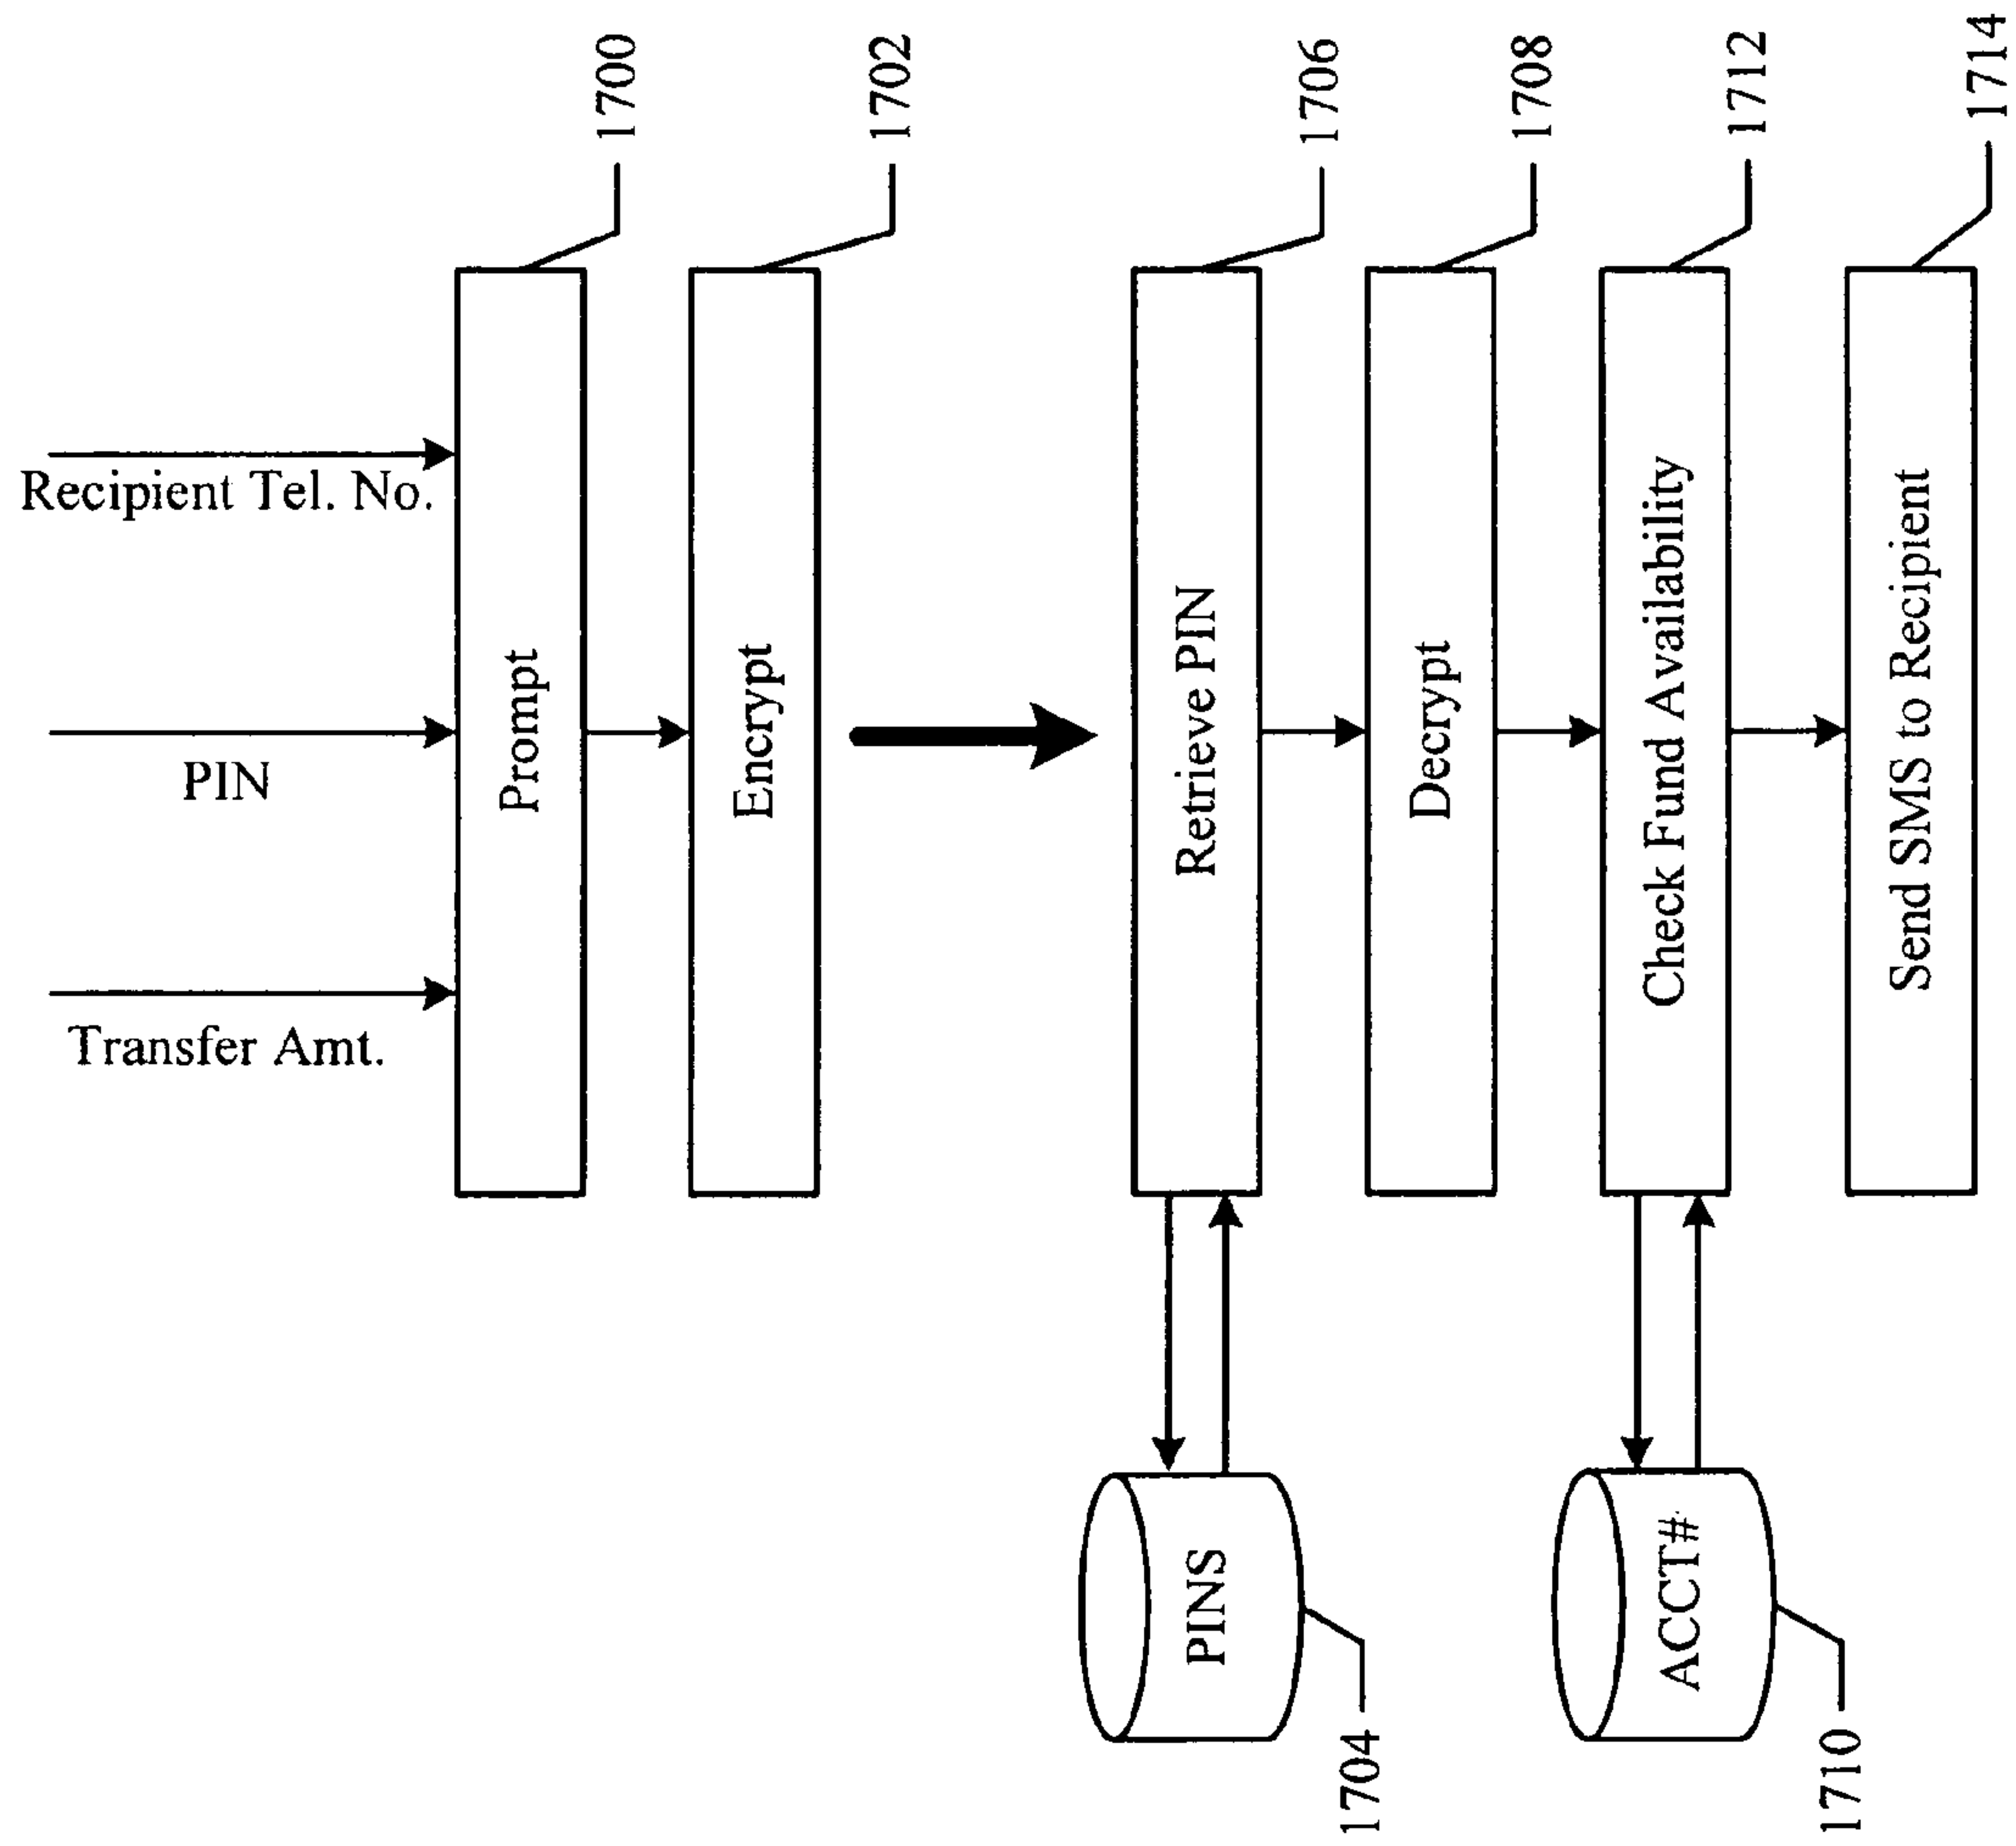 Transfer Amt.
PIN
Recipient Tel. No.
Prompt
1700
Encrypt
1702
PINS
1704
Retrieve PIN
1706
Decrypt
1708
ACCT#
1710
Check Fund Availability
1712
Send SMS to Recipient
1714